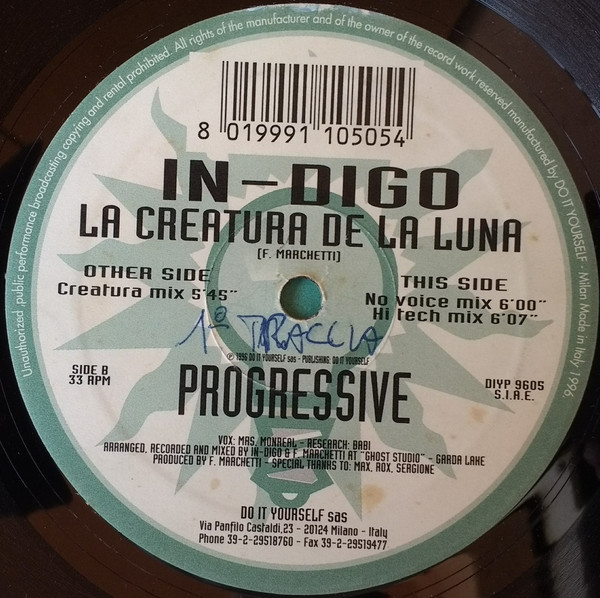 Unauthorized ,public performance broadcasting copying and rental prohibited. All rights of the manufacturer and of the owner of the record work reserved manufactured by DO IT YOURSELF - Milan Made in Italy 1996.
8 019991 105054
IN-DIGO
LA CREATURA DE LA LUNA
[F. MARCHETTI]
OTHER SIDE
Creatura mix 5'45"
THIS SIDE
No voice mix 6'00"
Hi tech mix 6'07"
1a TRACCIA
℗ 1996 DO IT YOURSELF sas - PUBLISHING: DO IT YOURSELF
SIDE B
33 RPM
PROGRESSIVE
DIYP 9605
S.I.A.E.
VOX: MRS. MONREAL - RESEARCH: BABI
ARRANGED, RECORDED AND MIXED BY IN-DIGO & F. MARCHETTI AT "GHOST STUDIO" - GARDA LAKE
PRODUCED BY F. MARCHETTI - SPECIAL THANKS TO: MAX, ROX, SERGIONE
DO IT YOURSELF sas
Via Panfilo Castaldi,23 - 20124 Milano - Italy
Phone 39-2-29518760 - Fax 39-2-29519477